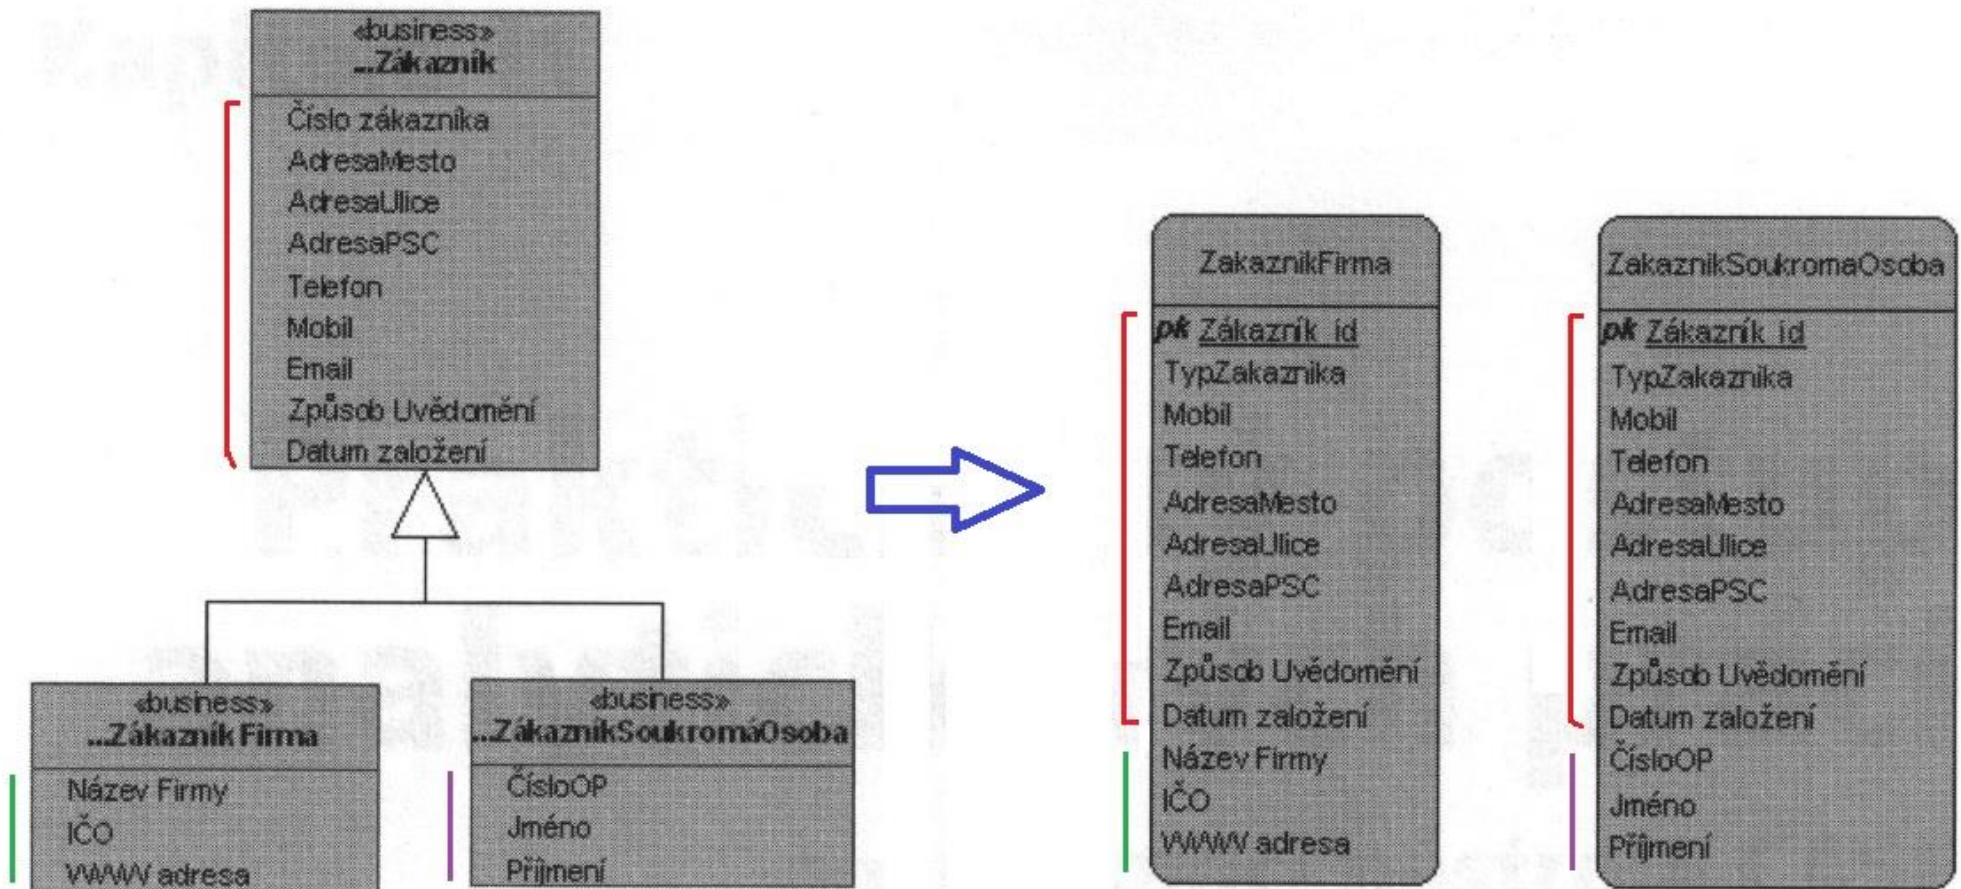 «business»
...Zákazník
Číslo zákazníka
AdresaMesto
AdresaUlice
AdresaPSC
Telefon
Mobil
Email
Způsob Uvědomění
Datum založení
«business»
...Zákazník Firma
Název Firmy
IČO
WWW adresa
«business»
...ZákazníkSoukromáOsoba
ČísloOP
Jméno
Příjmení
ZakaznikFirma
pk Zákazník_id
TypZakaznika
Mobil
Telefon
AdresaMesto
AdresaUlice
AdresaPSC
Email
Způsob Uvědomění
Datum založení
Název Firmy
IČO
WWW adresa
ZakaznikSoukromaOsoba
pk Zákazník_id
TypZakaznika
Mobil
Telefon
AdresaMesto
AdresaUlice
AdresaPSC
Email
Způsob Uvědomění
Datum založení
ČísloOP
Jméno
Příjmení